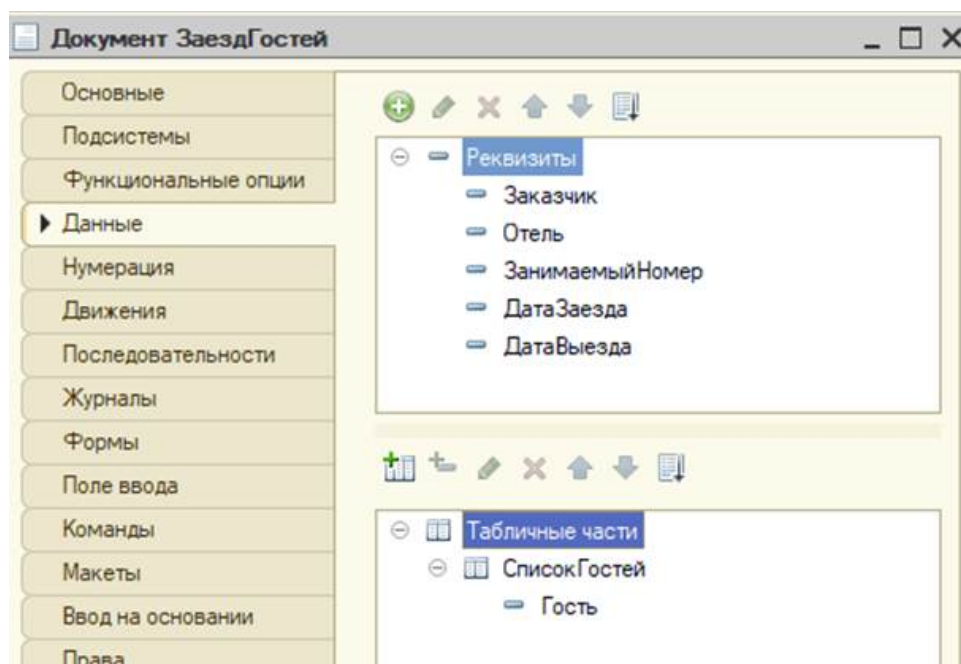 Документ ЗаездГостей
Основные
Подсистемы
Функциональные опции
Данные
Нумерация
Движения
Последовательности
Журналы
Формы
Поле ввода
Команды
Макеты
Ввод на основании
Права
Реквизиты
Заказчик
Отель
ЗанимаемыйНомер
ДатаЗаезда
ДатаВыезда
Табличные части
СписокГостей
Гость